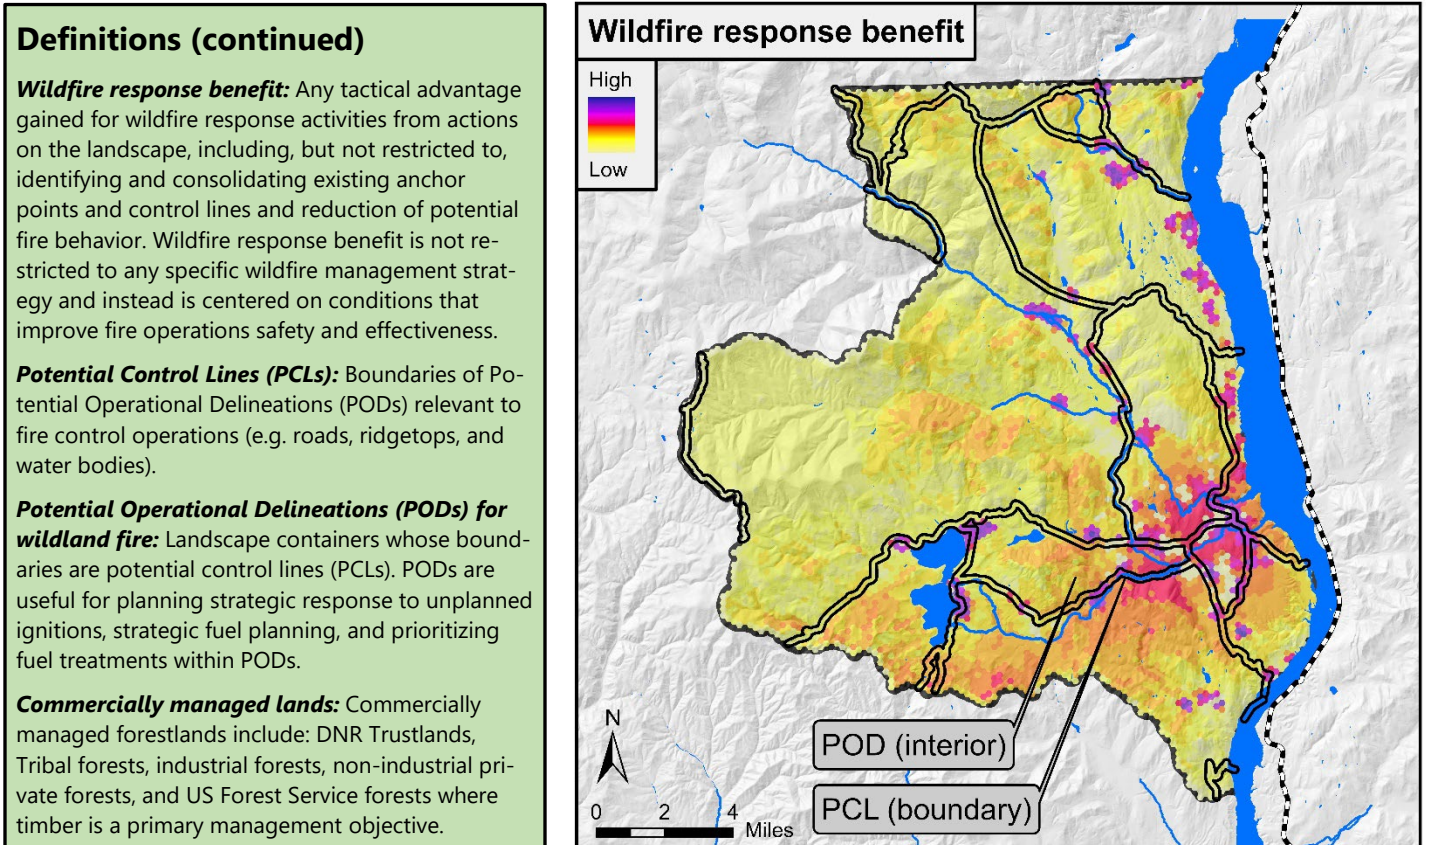 Definitions (continued)
Wildfire response benefit: Any tactical advantage
gained for wildfire response activities from actions
on the landscape, including, but not restricted to,
identifying and consolidating existing anchor
points and control lines and reduction of potential
fire behavior. Wildfire response benefit is not re-
stricted to any specific wildfire management strat-
egy and instead is centered on conditions that
improve fire operations safety and effectiveness.
Potential Control Lines (PCLs): Boundaries of Po-
tential Operational Delineations (PODs) relevant to
fire control operations (e.g. roads, ridgetops, and
water bodies).
Potential Operational Delineations (PODs) for
wildland fire: Landscape containers whose bound-
aries are potential control lines (PCLs). PODs are
useful for planning strategic response to unplanned
ignitions, strategic fuel planning, and prioritizing
fuel treatments within PODs.
Commercially managed lands: Commercially
managed forestlands include: DNR Trustlands,
Tribal forests, industrial forests, non-industrial pri-
vate forests, and US Forest Service forests where
timber is a primary management objective.
Wildfire response benefit
High
Low
POD (interior)
PCL (boundary)
N
0 2 4
Miles